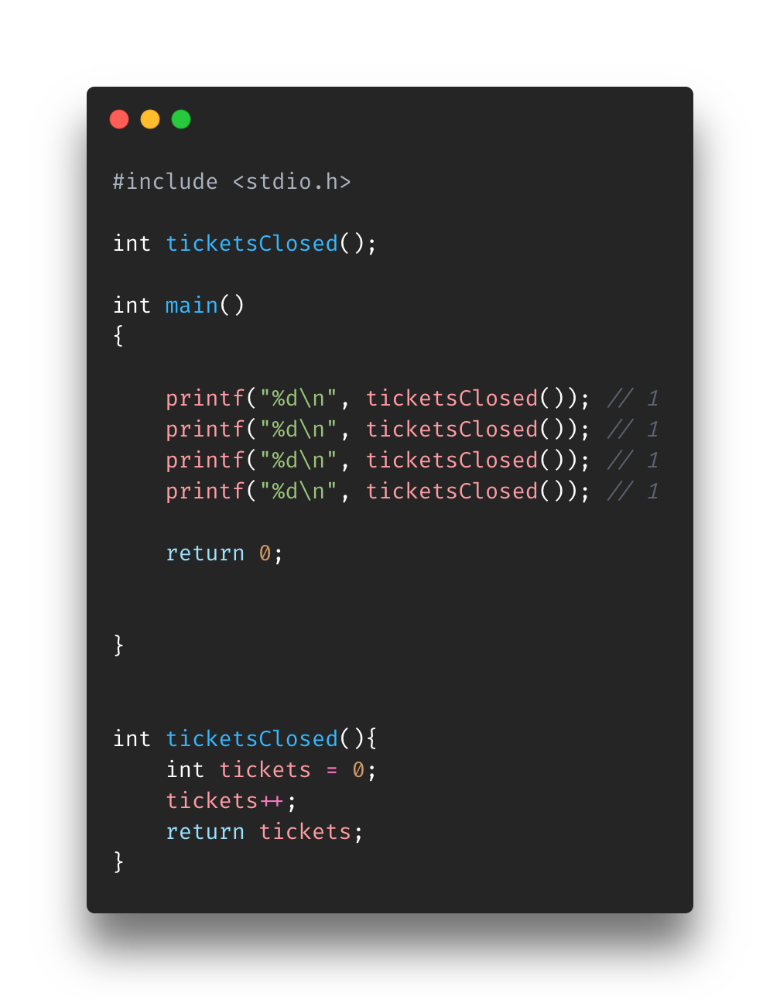 #include <stdio.h>
int ticketsClosed();
int main()
{
printf("%d\n", ticketsClosed()); // 1
printf("%d\n", ticketsClosed()); // 1
printf("%d\n", ticketsClosed()); // 1
printf("%d\n", ticketsClosed()); // 1
return 0;
}
int ticketsClosed(){
int tickets = 0;
tickets++;
return tickets;
}